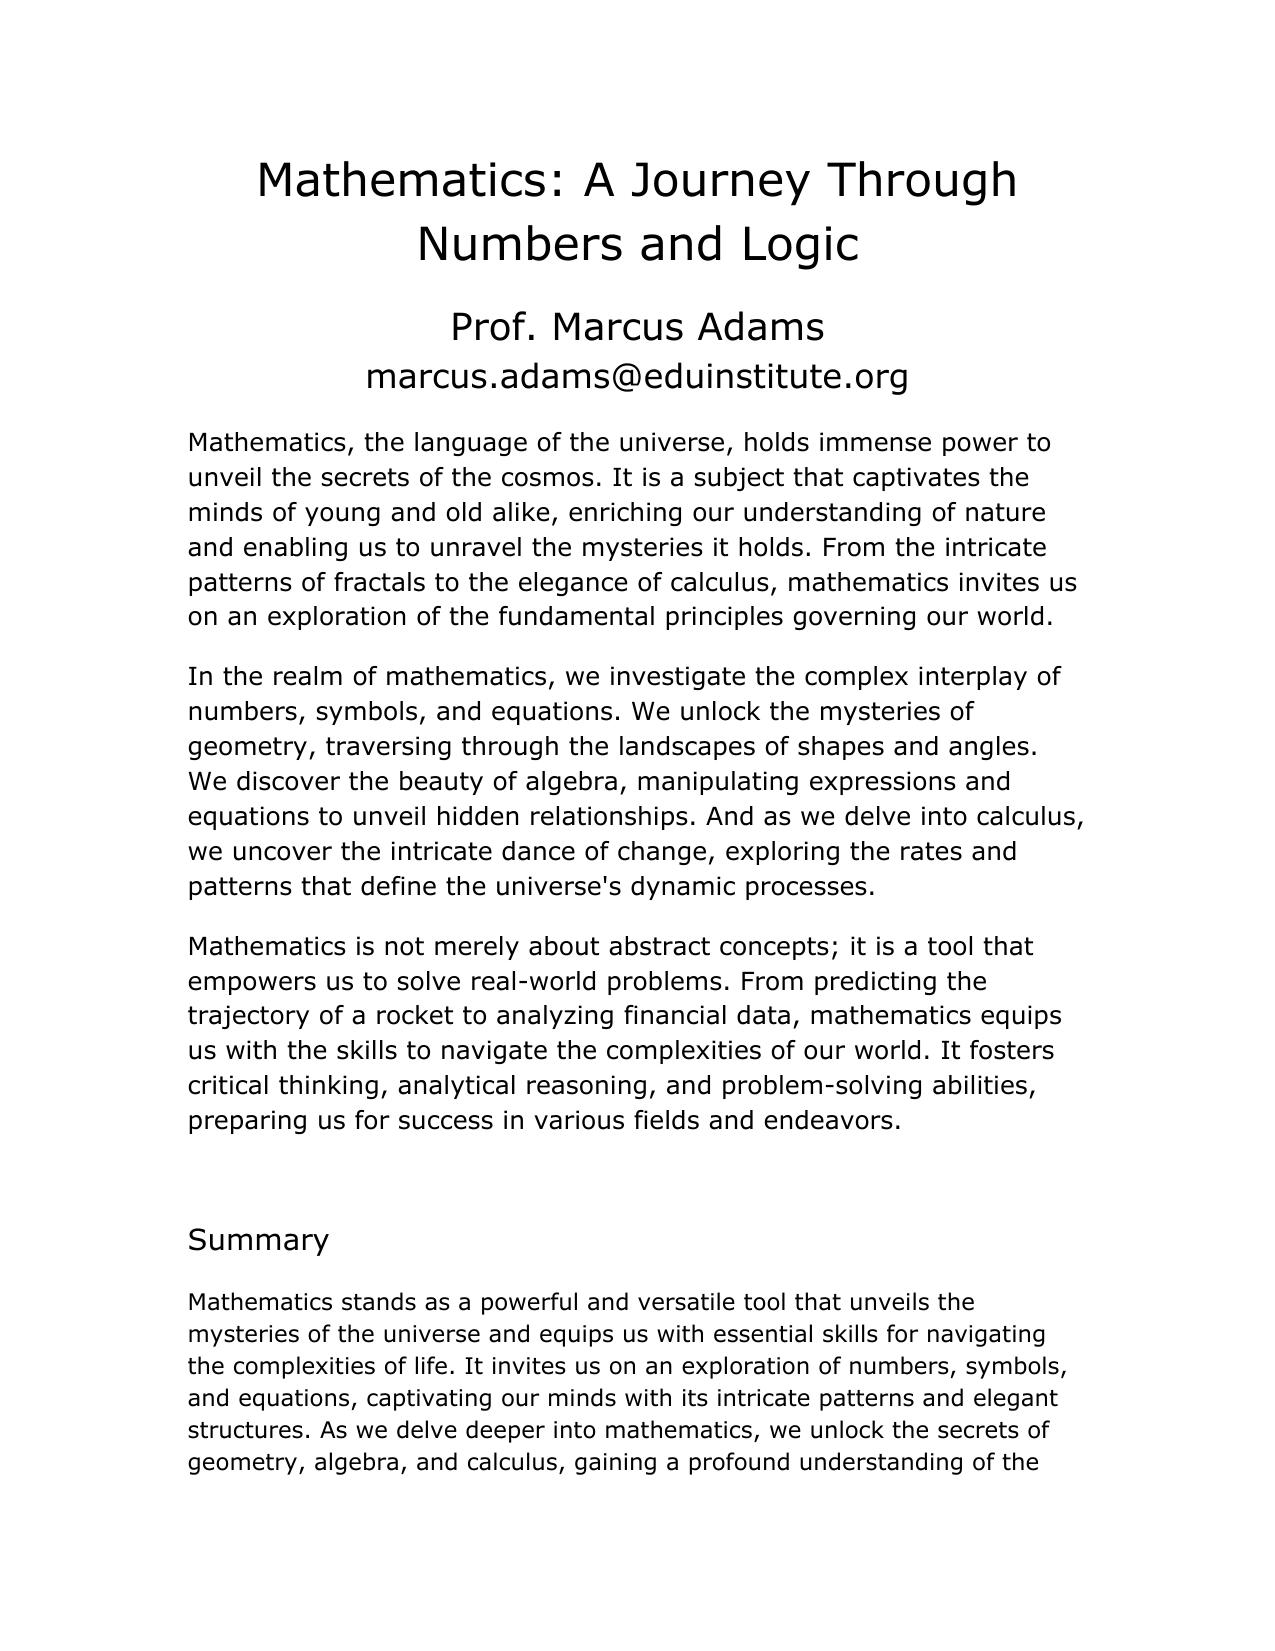 Mathematics: A Journey Through
Numbers and Logic
Prof. Marcus Adams
marcus.adams@eduinstitute.org
Mathematics, the language of the universe, holds immense power to
unveil the secrets of the cosmos. It is a subject that captivates the
minds of young and old alike, enriching our understanding of nature
and enabling us to unravel the mysteries it holds. From the intricate
patterns of fractals to the elegance of calculus, mathematics invites us
on an exploration of the fundamental principles governing our world.
In the realm of mathematics, we investigate the complex interplay of
numbers, symbols, and equations. We unlock the mysteries of
geometry, traversing through the landscapes of shapes and angles.
We discover the beauty of algebra, manipulating expressions and
equations to unveil hidden relationships. And as we delve into calculus,
we uncover the intricate dance of change, exploring the rates and
patterns that define the universe's dynamic processes.
Mathematics is not merely about abstract concepts; it is a tool that
empowers us to solve real-world problems. From predicting the
trajectory of a rocket to analyzing financial data, mathematics equips
us with the skills to navigate the complexities of our world. It fosters
critical thinking, analytical reasoning, and problem-solving abilities,
preparing us for success in various fields and endeavors.
Summary
Mathematics stands as a powerful and versatile tool that unveils the
mysteries of the universe and equips us with essential skills for navigating
the complexities of life. It invites us on an exploration of numbers, symbols,
and equations, captivating our minds with its intricate patterns and elegant
structures. As we delve deeper into mathematics, we unlock the secrets of
geometry, algebra, and calculus, gaining a profound understanding of the